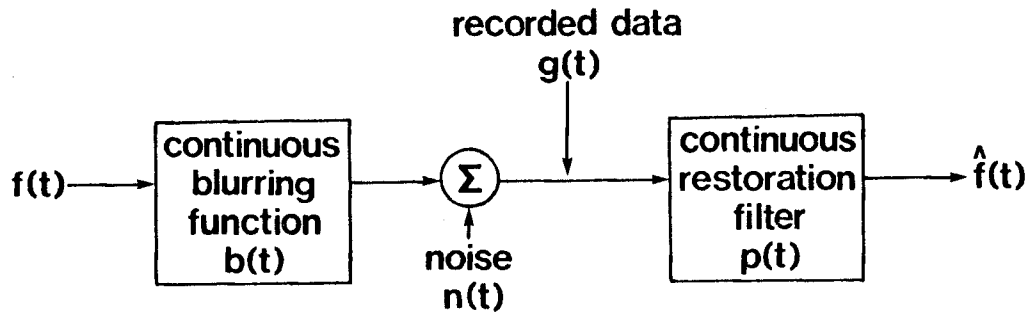 recorded data
g(t)
f(t)
continuous
blurring
function
b(t)
Σ
noise
n(t)
continuous
restoration
filter
p(t)
f̂(t)